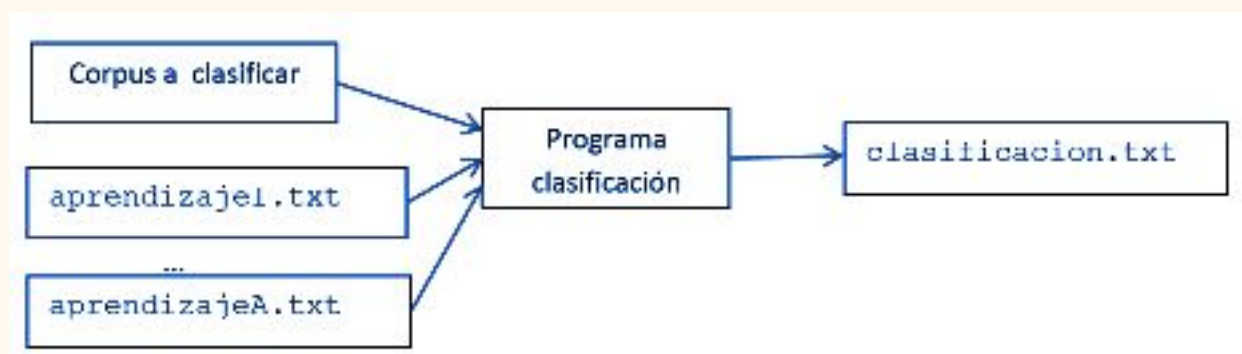 Corpus a clasificar
aprendizaje1.txt
...
aprendizajeA.txt
Programa
clasificación
clasificacion.txt